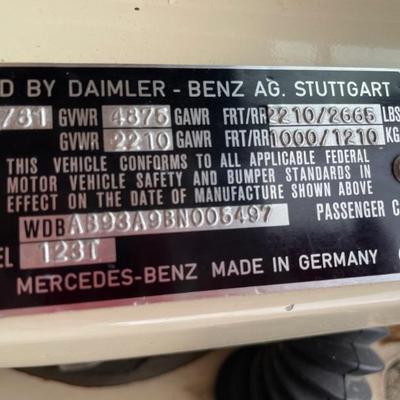 D BY DAIMLER - BENZ AG. STUTTGART
/81 GVWR 4875 GAWR FRT/RR 2210/2665 LBS
GVWR 2210 GAWR FRT/RR 1000/1210 KG
THIS VEHICLE CONFORMS TO ALL APPLICABLE FEDERAL
MOTOR VEHICLE SAFETY AND BUMPER STANDARDS IN
EFFECT ON THE DATE OF MANUFACTURE SHOWN ABOVE
WDBAB93A9BN006497 PASSENGER C
EL 123T
MERCEDES-BENZ MADE IN GERMANY